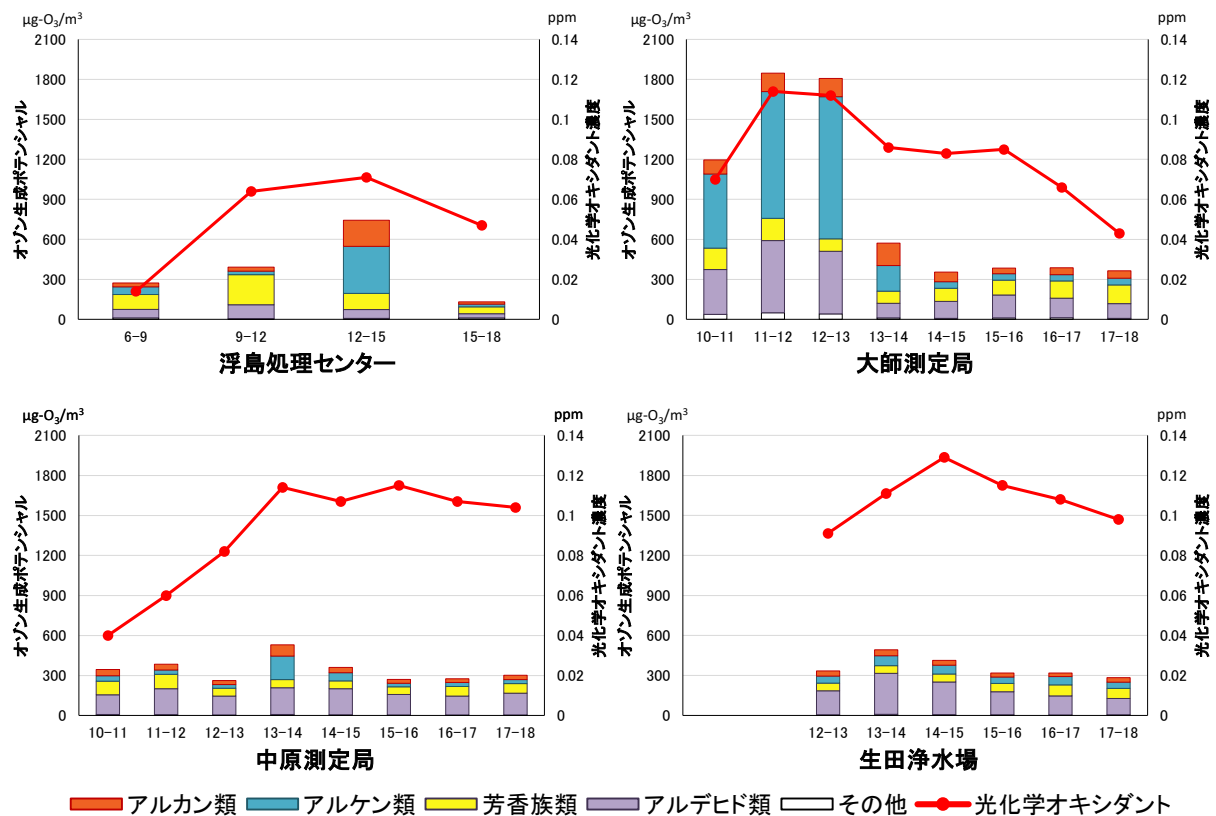 μg-O3/m3 ppm
2100 0.14
1800 0.12
1500 0.1
1200 0.08
900 0.06
600 0.04
300 0.02
0 0
オゾン生成ポテンシャル
光化学オキシダント濃度
6-9 9-12 12-15 15-18
浮島処理センター
μg-O3/m3 ppm
2100 0.14
1800 0.12
1500 0.1
1200 0.08
900 0.06
600 0.04
300 0.02
0 0
オゾン生成ポテンシャル
光化学オキシダント濃度
10-11 11-12 12-13 13-14 14-15 15-16 16-17 17-18
大師測定局
μg-O3/m3 ppm
2100 0.14
1800 0.12
1500 0.1
1200 0.08
900 0.06
600 0.04
300 0.02
0 0
オゾン生成ポテンシャル
光化学オキシダント濃度
10-11 11-12 12-13 13-14 14-15 15-16 16-17 17-18
中原測定局
μg-O3/m3 ppm
2100 0.14
1800 0.12
1500 0.1
1200 0.08
900 0.06
600 0.04
300 0.02
0 0
オゾン生成ポテンシャル
光化学オキシダント濃度
12-13 13-14 14-15 15-16 16-17 17-18
生田浄水場
アルカン類 アルケン類 芳香族類 アルデヒド類 その他 光化学オキシダント